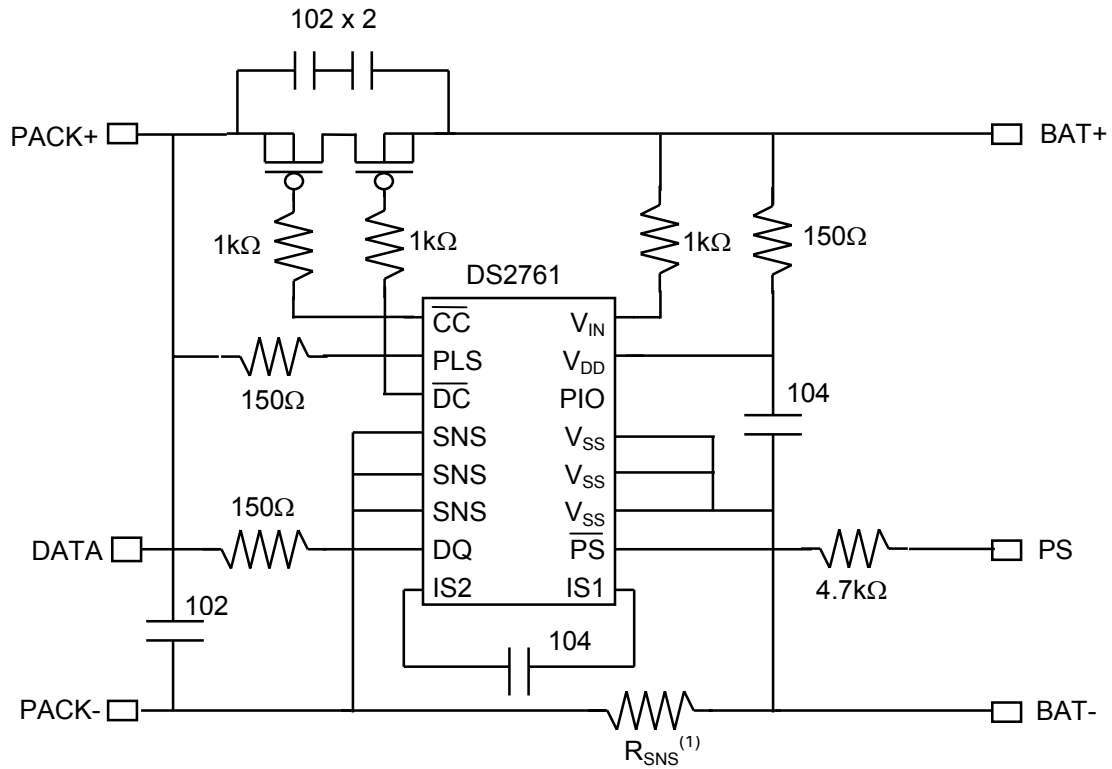 102 x 2
PACK+
BAT+
1kΩ
1kΩ
1kΩ
150Ω
DS2761
CC
VIN
PLS
VDD
150Ω
DC
PIO
104
SNS
VSS
SNS
VSS
150Ω
SNS
VSS
DATA
DQ
PS
PS
4.7kΩ
IS2
IS1
102
104
PACK-
BAT-
RSNS(1)